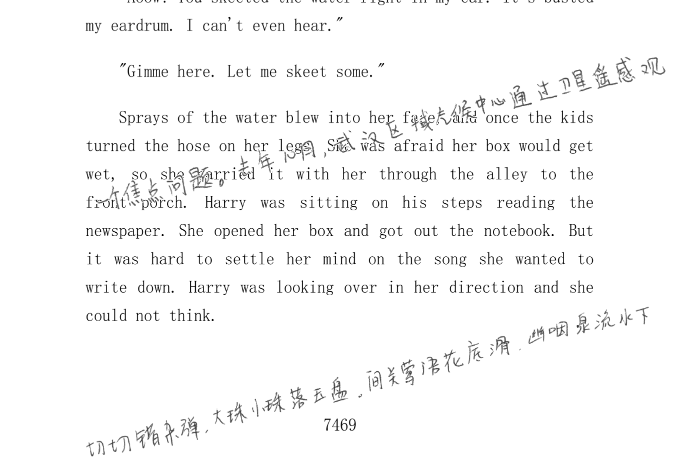 You skeeted the water right in my ear. It's busted
my eardrum. I can't even hear."
"Gimme here. Let me skeet some."
Sprays of the water blew into her face, and once the kids
turned the hose on her legs. She was afraid her box would get
wet, so she carried it with her through the alley to the
front porch. Harry was sitting on his steps reading the
newspaper. She opened her box and got out the notebook. But
it was hard to settle her mind on the song she wanted to
write down. Harry was looking over in her direction and she
could not think.
一个焦点问题。去年 月,武汉区域气候中心通过卫星遥感观
切切错杂弹,大珠小珠落玉盘。间关莺语花底滑,幽咽泉流水下
7469